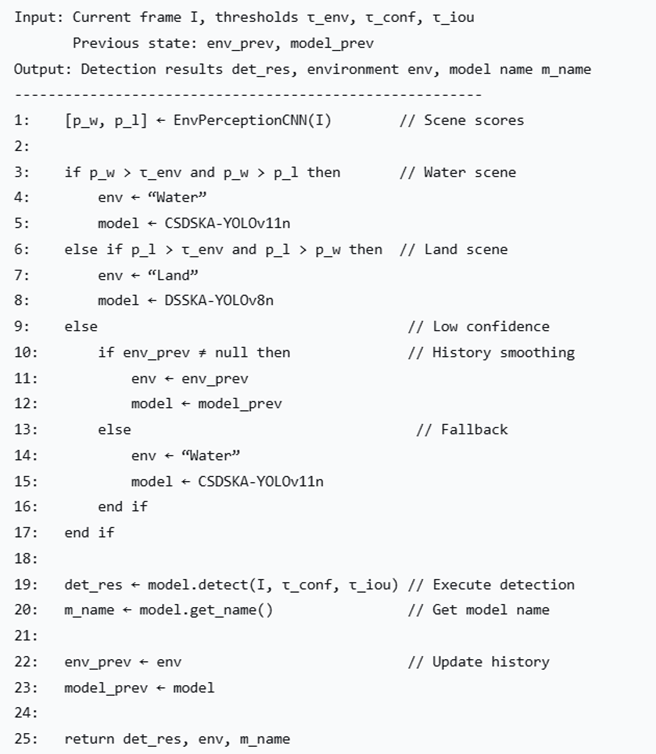 Input: Current frame I, thresholds τ_env, τ_conf, τ_iou
Previous state: env_prev, model_prev
Output: Detection results det_res, environment env, model name m_name
-------------------------------------------------------
1: [p_w, p_l] ← EnvPerceptionCNN(I) // Scene scores
2:
3: if p_w > τ_env and p_w > p_l then // Water scene
4: env ← “Water”
5: model ← CSDSKA-YOLOv11n
6: else if p_l > τ_env and p_l > p_w then // Land scene
7: env ← “Land”
8: model ← DSSKA-YOLOv8n
9: else // Low confidence
10: if env_prev ≠ null then // History smoothing
11: env ← env_prev
12: model ← model_prev
13: else // Fallback
14: env ← “Water”
15: model ← CSDSKA-YOLOv11n
16: end if
17: end if
18:
19: det_res ← model.detect(I, τ_conf, τ_iou) // Execute detection
20: m_name ← model.get_name() // Get model name
21:
22: env_prev ← env // Update history
23: model_prev ← model
24:
25: return det_res, env, m_name